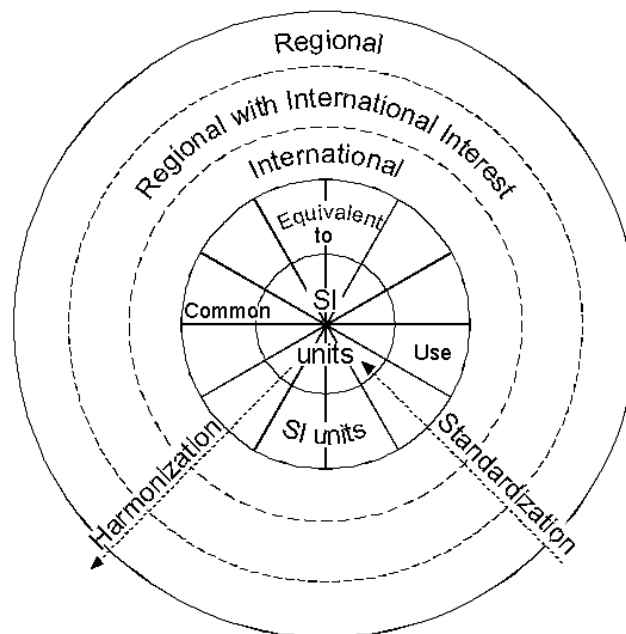 Regional
Regional with International Interest
International
Equivalent
to
SI
Common
units
Use
SI units
Harmonization
Standardization